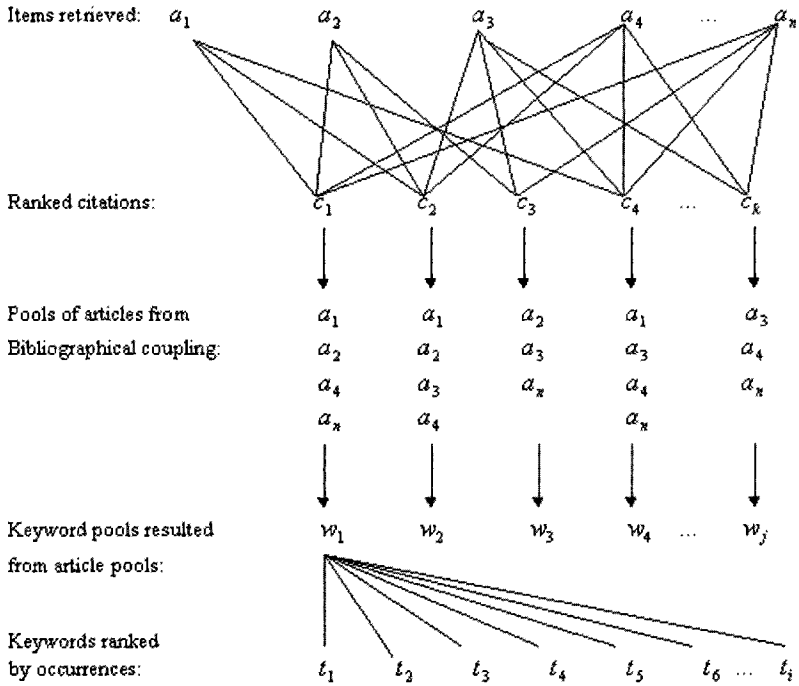 Items retrieved: a₁ a₂ a₃ a₄ ... aₙ
Ranked citations: c₁ c₂ c₃ c₄ ... cₖ
Pools of articles from a₁ a₁ a₂ a₁ a₃
Bibliographical coupling: a₂ a₂ a₃ a₃ a₄
a₄ a₃ aₙ a₄ aₙ
aₙ a₄ aₙ
Keyword pools resulted w₁ w₂ w₃ w₄ ... wⱼ
from article pools:
Keywords ranked
by occurrences: t₁ t₂ t₃ t₄ t₅ t₆ ... tᵢ